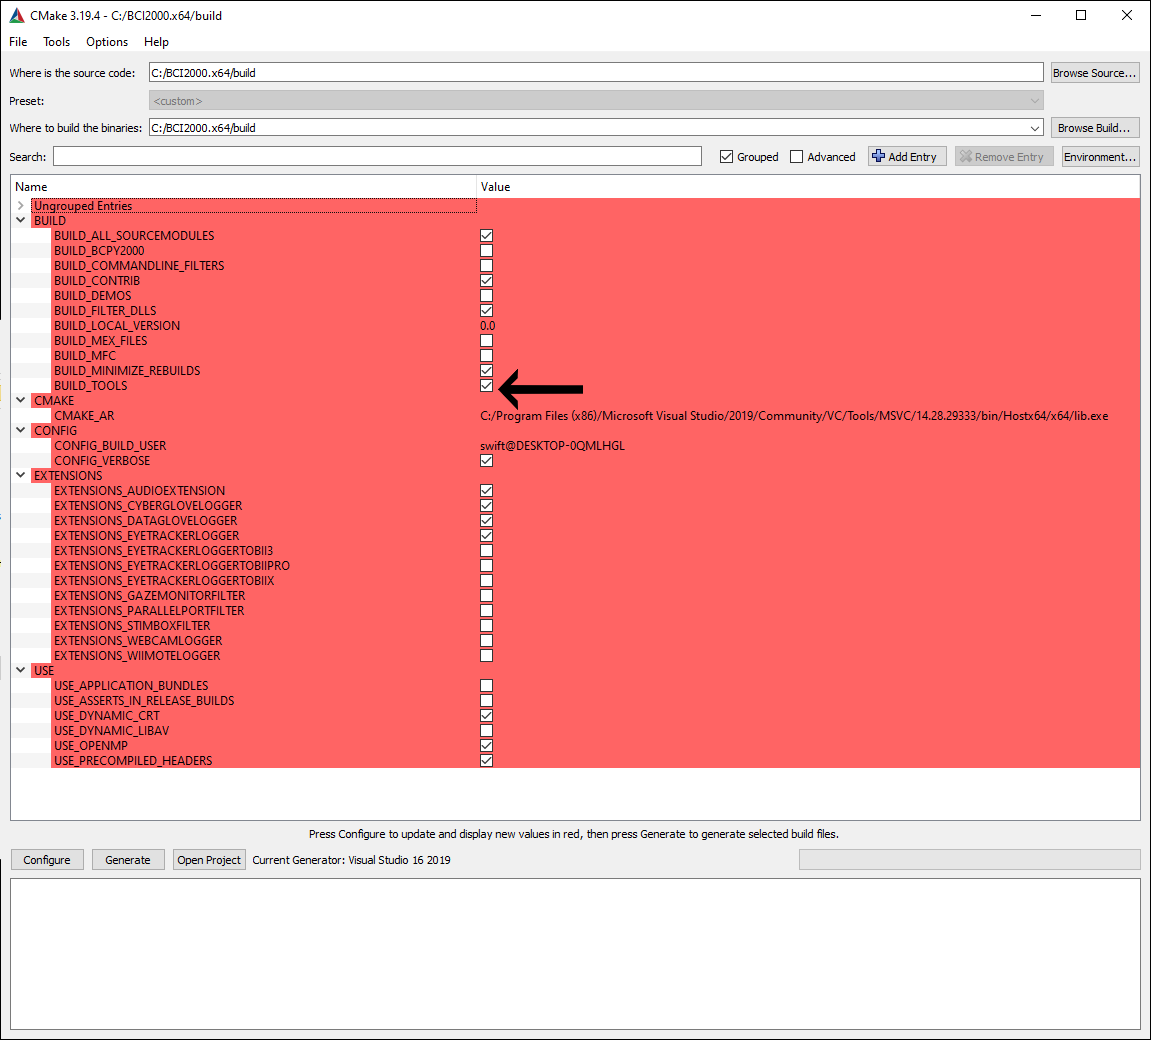 CMake 3.19.4 - C:/BCI2000.x64/build
File Tools Options Help
Where is the source code: C:/BCI2000.x64/build Browse Source...
Preset: <custom>
Where to build the binaries: C:/BCI2000.x64/build Browse Build...
Search: Grouped Advanced Add Entry Remove Entry Environment...
Name Value
Ungrouped Entries
BUILD
BUILD_ALL_SOURCEMODULES
BUILD_BCPY2000
BUILD_COMMANDLINE_FILTERS
BUILD_CONTRIB
BUILD_DEMOS
BUILD_FILTER_DLLS
BUILD_LOCAL_VERSION 0.0
BUILD_MEX_FILES
BUILD_MFC
BUILD_MINIMIZE_REBUILDS
BUILD_TOOLS
CMAKE
CMAKE_AR C:/Program Files (x86)/Microsoft Visual Studio/2019/Community/VC/Tools/MSVC/14.28.29333/bin/Hostx64/x64/lib.exe
CONFIG
CONFIG_BUILD_USER swift@DESKTOP-0QMLHGL
CONFIG_VERBOSE
EXTENSIONS
EXTENSIONS_AUDIOEXTENSION
EXTENSIONS_CYBERGLOVELOGGER
EXTENSIONS_DATAGLOVELOGGER
EXTENSIONS_EYETRACKERLOGGER
EXTENSIONS_EYETRACKERLOGGERTOBII3
EXTENSIONS_EYETRACKERLOGGERTOBIIPRO
EXTENSIONS_EYETRACKERLOGGERTOBIIX
EXTENSIONS_GAZEMONITORFILTER
EXTENSIONS_PARALLELPORTFILTER
EXTENSIONS_STIMBOXFILTER
EXTENSIONS_WEBCAMLOGGER
EXTENSIONS_WIIMOTELOGGER
USE
USE_APPLICATION_BUNDLES
USE_ASSERTS_IN_RELEASE_BUILDS
USE_DYNAMIC_CRT
USE_DYNAMIC_LIBAV
USE_OPENMP
USE_PRECOMPILED_HEADERS
Press Configure to update and display new values in red, then press Generate to generate selected build files.
Configure Generate Open Project Current Generator: Visual Studio 16 2019